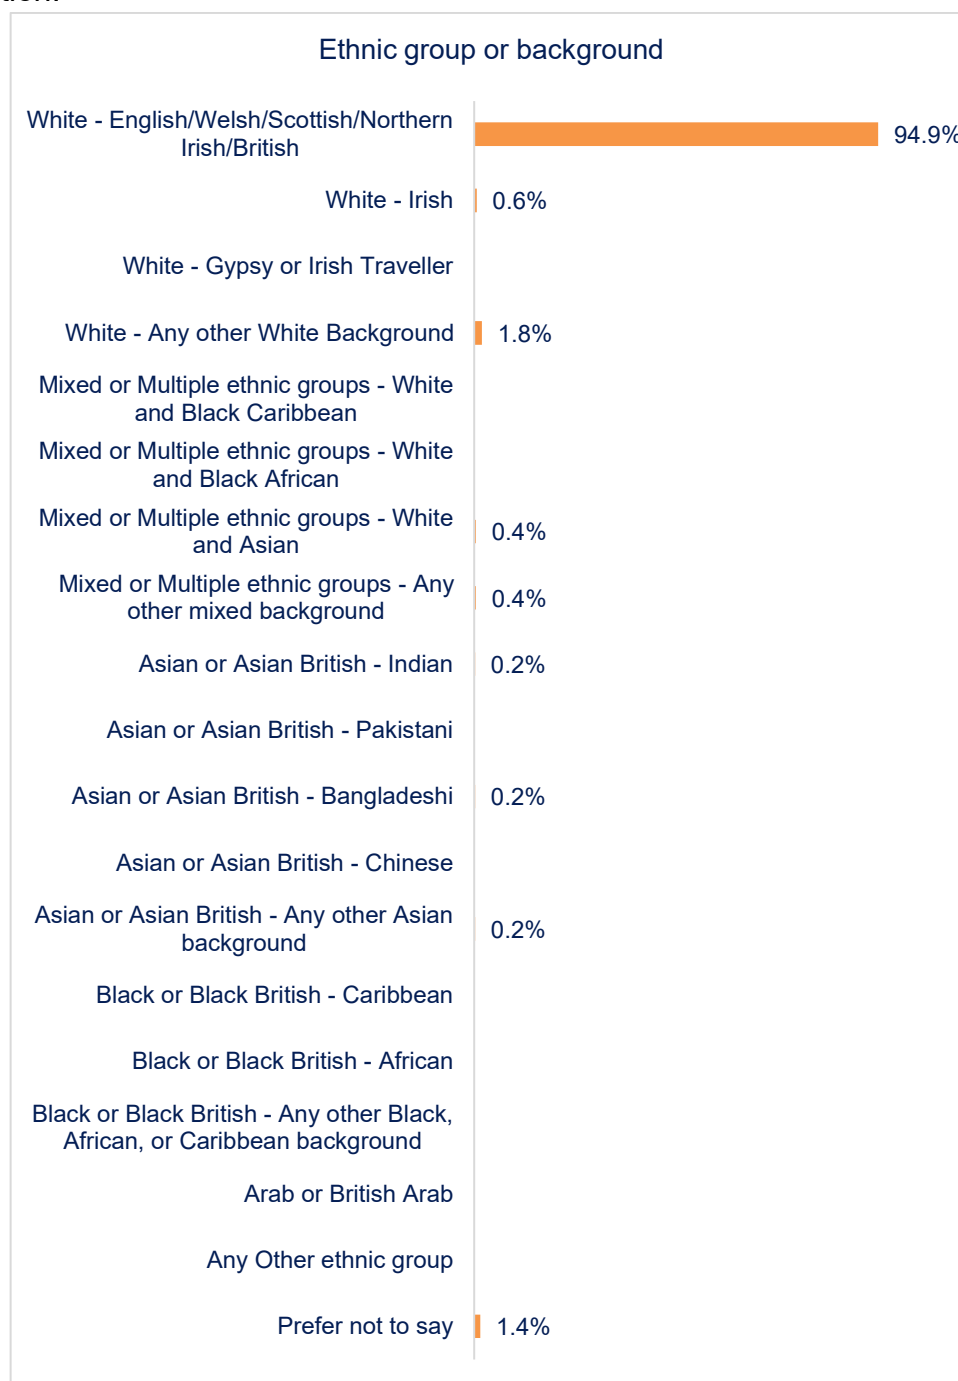 Ethnic group or background
White - English/Welsh/Scottish/Northern
Irish/British
94.9%
White - Irish
0.6%
White - Gypsy or Irish Traveller
White - Any other White Background
1.8%
Mixed or Multiple ethnic groups - White
and Black Caribbean
Mixed or Multiple ethnic groups - White
and Black African
Mixed or Multiple ethnic groups - White
and Asian
0.4%
Mixed or Multiple ethnic groups - Any
other mixed background
0.4%
Asian or Asian British - Indian
0.2%
Asian or Asian British - Pakistani
Asian or Asian British - Bangladeshi
0.2%
Asian or Asian British - Chinese
Asian or Asian British - Any other Asian
background
0.2%
Black or Black British - Caribbean
Black or Black British - African
Black or Black British - Any other Black,
African, or Caribbean background
Arab or British Arab
Any Other ethnic group
Prefer not to say
1.4%